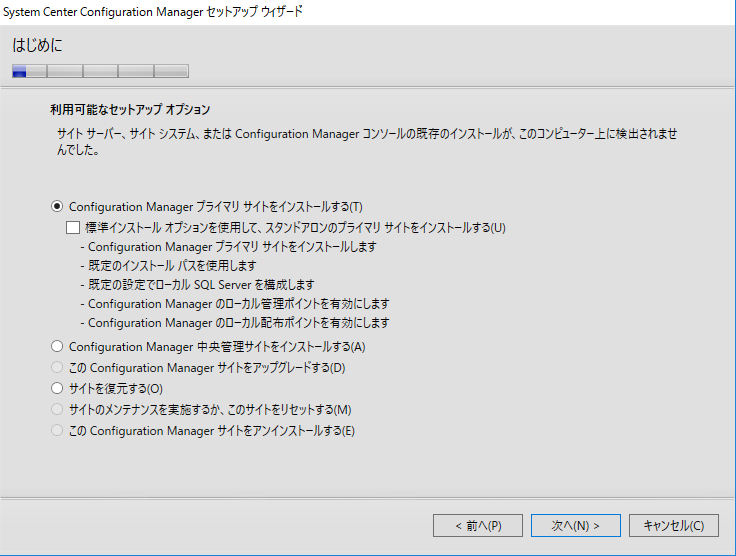 System Center Configuration Manager セットアップ ウィザード
はじめに
利用可能なセットアップ オプション
サイト サーバー、サイト システム、または Configuration Manager コンソールの既存のインストールが、このコンピューター上に検出されませ
んでした。
Configuration Manager プライマリ サイトをインストールする(T)
標準インストール オプションを使用して、スタンドアロンのプライマリ サイトをインストールする(U)
- Configuration Manager プライマリ サイトをインストールします
- 既定のインストール パスを使用します
- 既定の設定でローカル SQL Server を構成します
- Configuration Manager のローカル管理ポイントを有効にします
- Configuration Manager のローカル配布ポイントを有効にします
Configuration Manager 中央管理サイトをインストールする(A)
この Configuration Manager サイトをアップグレードする(D)
サイトを復元する(O)
サイトのメンテナンスを実施するか、このサイトをリセットする(M)
この Configuration Manager サイトをアンインストールする(E)
< 前へ(P)
次へ(N) >
キャンセル(C)